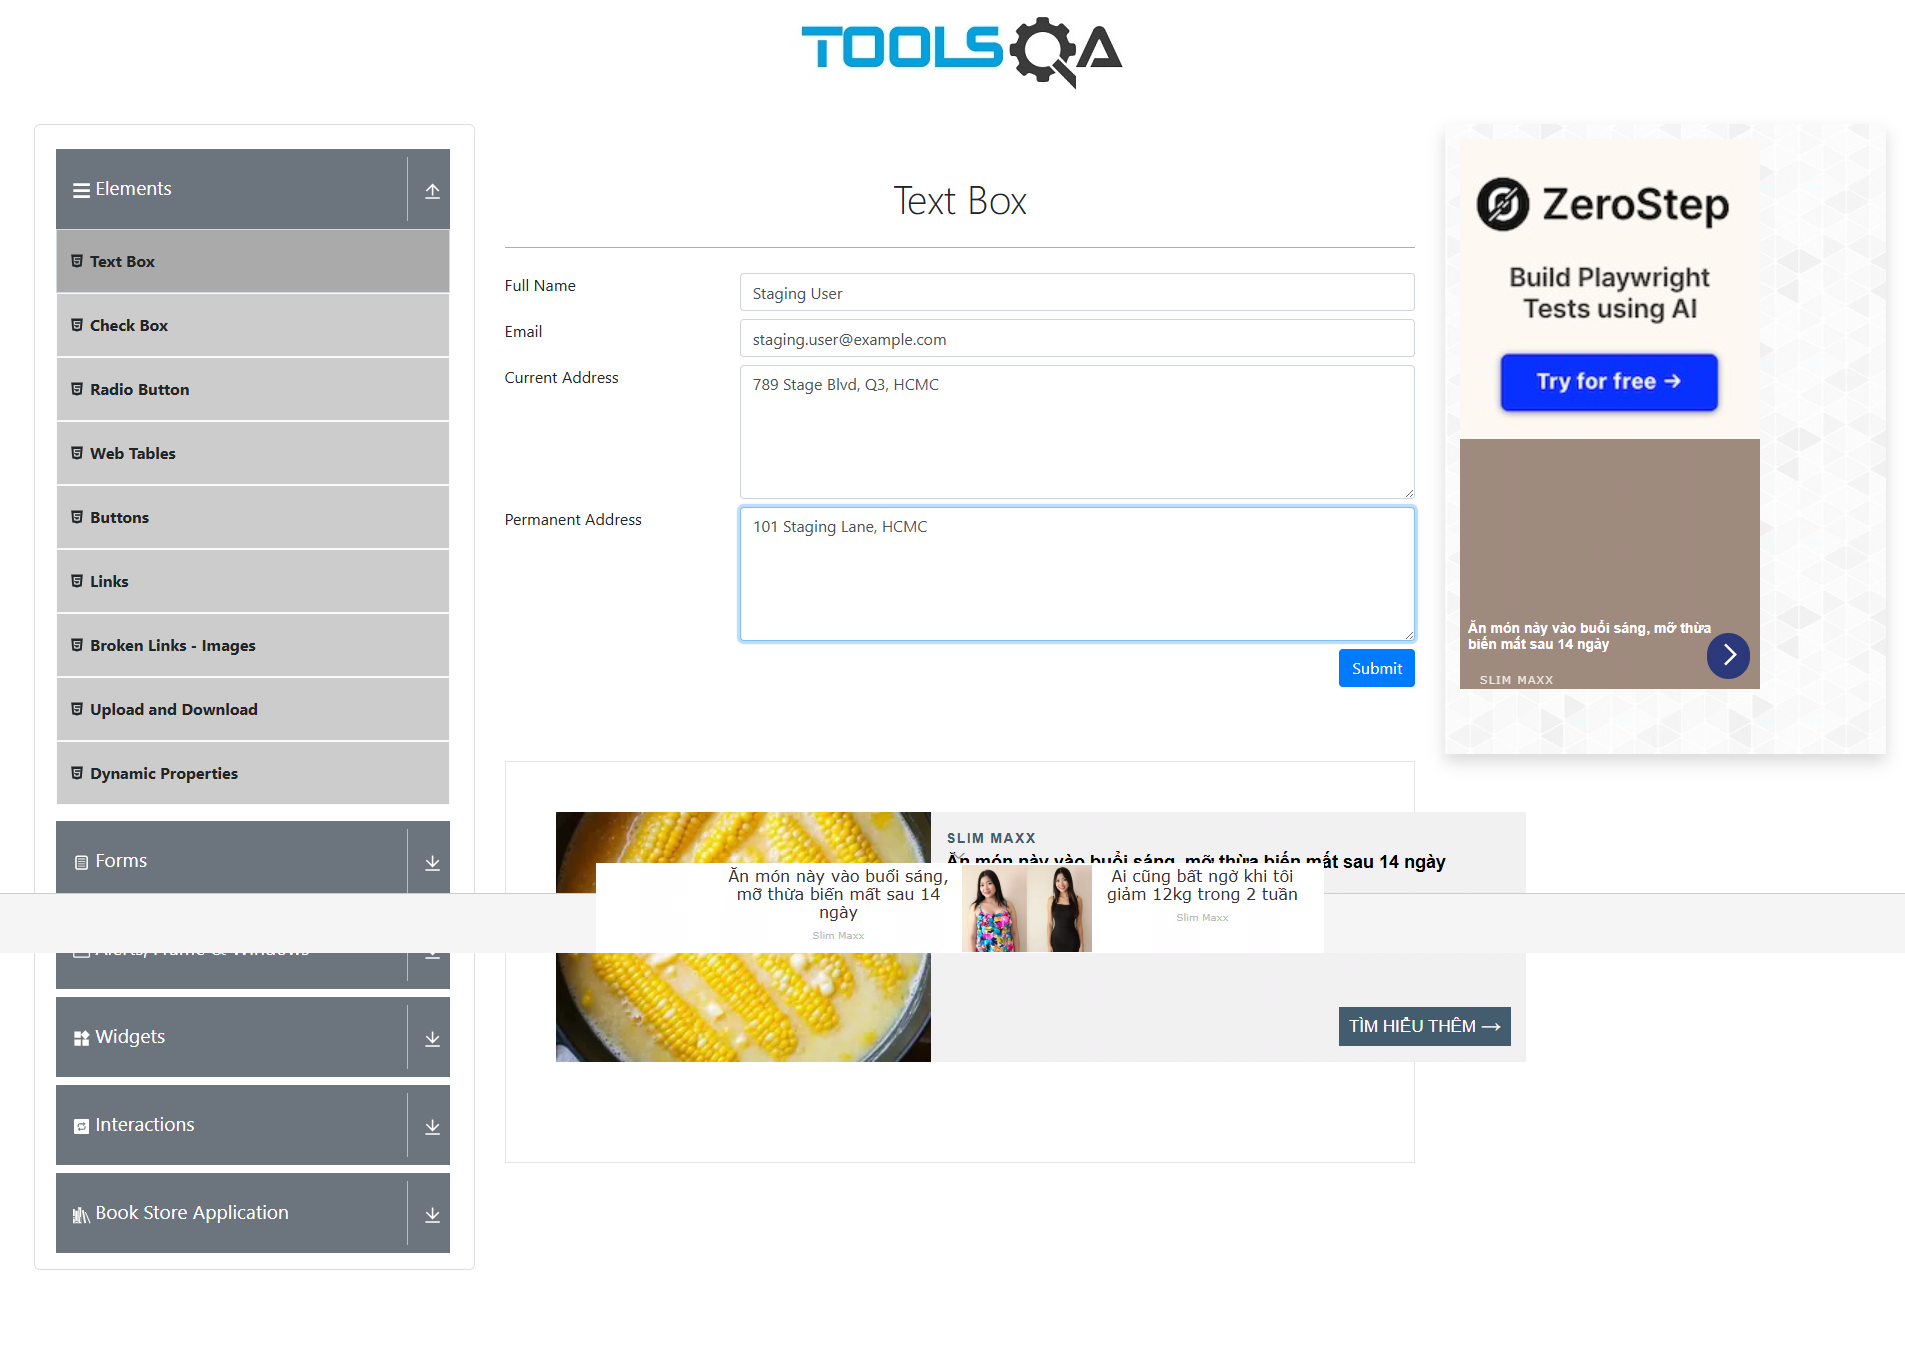 TOOLSQA
Elements
Text Box
Check Box
Radio Button
Web Tables
Buttons
Links
Broken Links - Images
Upload and Download
Dynamic Properties
Forms
Alerts, Frame & Windows
Widgets
Interactions
Book Store Application
Text Box
Full Name
Staging User
Email
staging.user@example.com
Current Address
789 Stage Blvd, Q3, HCMC
Permanent Address
101 Staging Lane, HCMC
Submit
ZeroStep
Build Playwright
Tests using AI
Try for free →
Ăn món này vào buổi sáng, mỡ thừa
biến mất sau 14 ngày
SLIM MAXX
SLIM MAXX
Ăn món này vào buổi sáng, mỡ thừa biến mất sau 14 ngày
Ăn món này vào buổi sáng,
mỡ thừa biến mất sau 14
ngày
Slim Maxx
Ai cũng bất ngờ khi tôi
giảm 12kg trong 2 tuần
Slim Maxx
TÌM HIỂU THÊM →